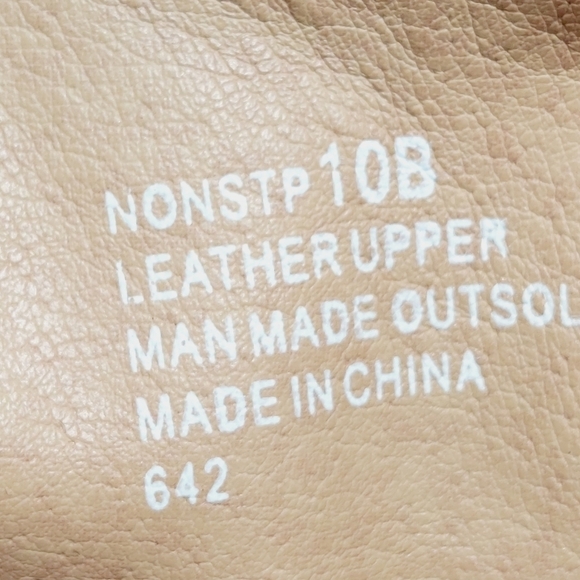 NONSTP 10B
LEATHER UPPER
MAN MADE OUTSOL
MADE IN CHINA
642